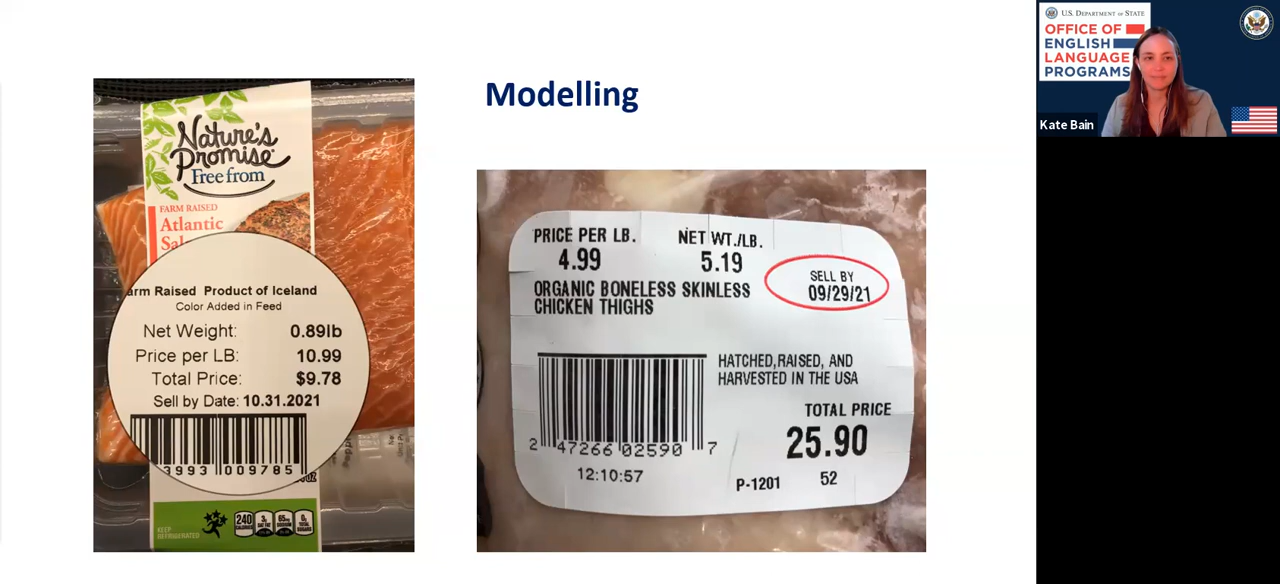 Modelling
Nature's
Promise
Free from
FARM RAISED
Atlantic
arm Raised Product of Iceland
Color Added in Feed
Net Weight: 0.89lb
Price per LB: 10.99
Total Price: $9.78
Sell by Date: 10.31.2021
3993 009785
KEEP
REFRIGERATED
240
PRICE PER LB. NET WT./LB.
4.99 5.19
SELL BY
09/29/21
ORGANIC BONELESS SKINLESS
CHICKEN THIGHS
HATCHED,RAISED, AND
HARVESTED IN THE USA
TOTAL PRICE
25.90
2 47266 02590 7
12:10:57
P-1201 52
U.S. DEPARTMENT of STATE
OFFICE OF
ENGLISH
LANGUAGE
PROGRAMS
Kate Bain